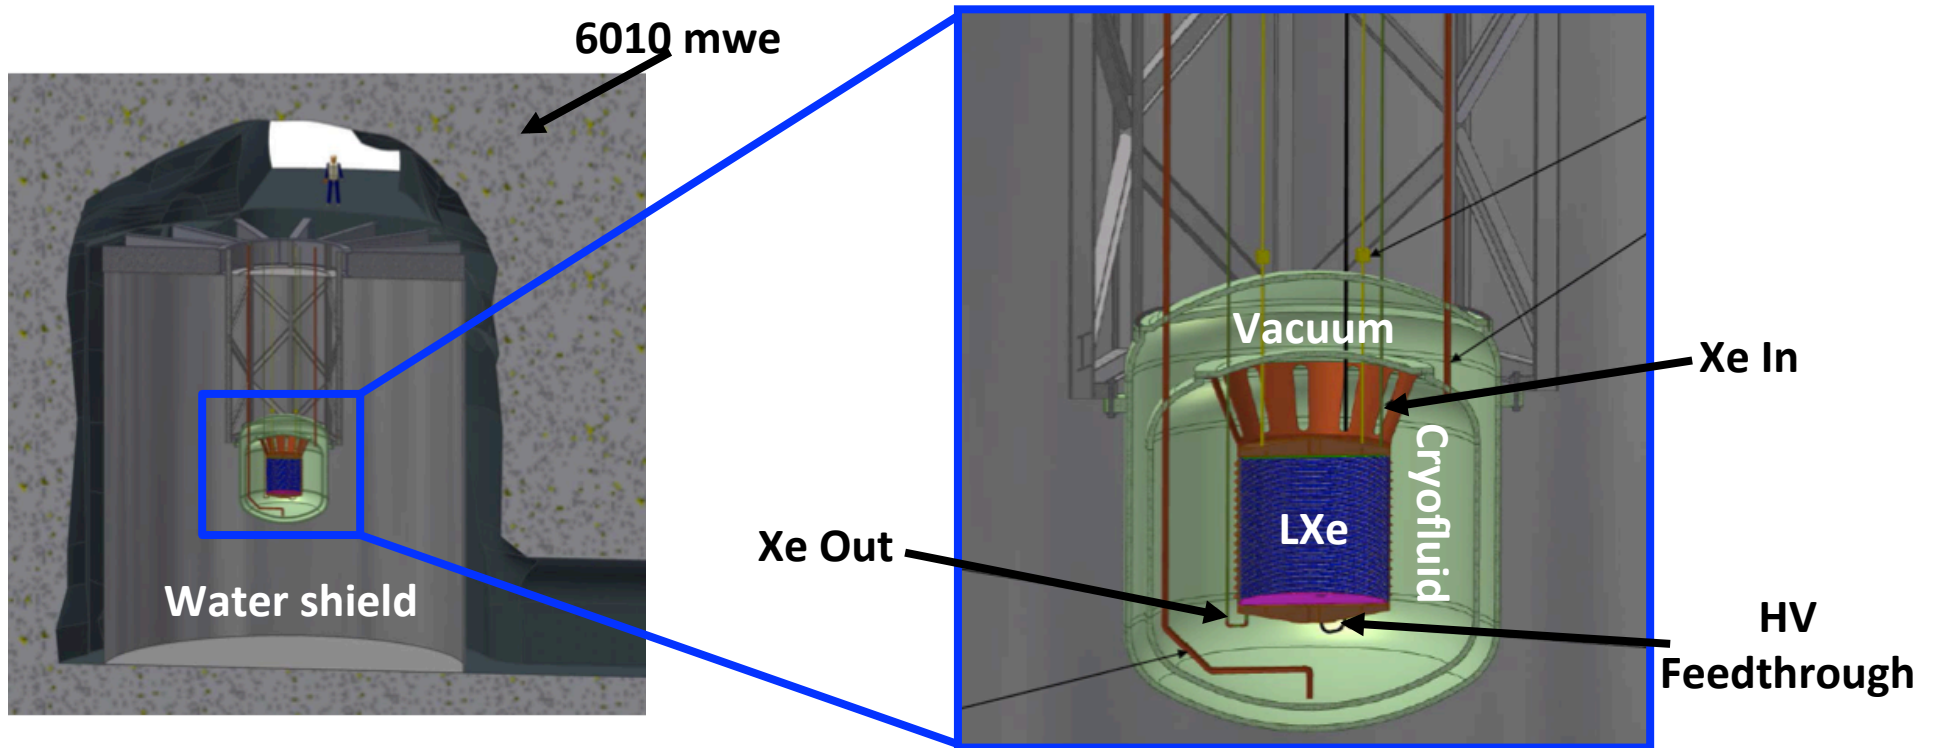 6010 mwe
Water shield
Vacuum
Xe In
Cryofluid
LXe
Xe Out
HV
Feedthrough